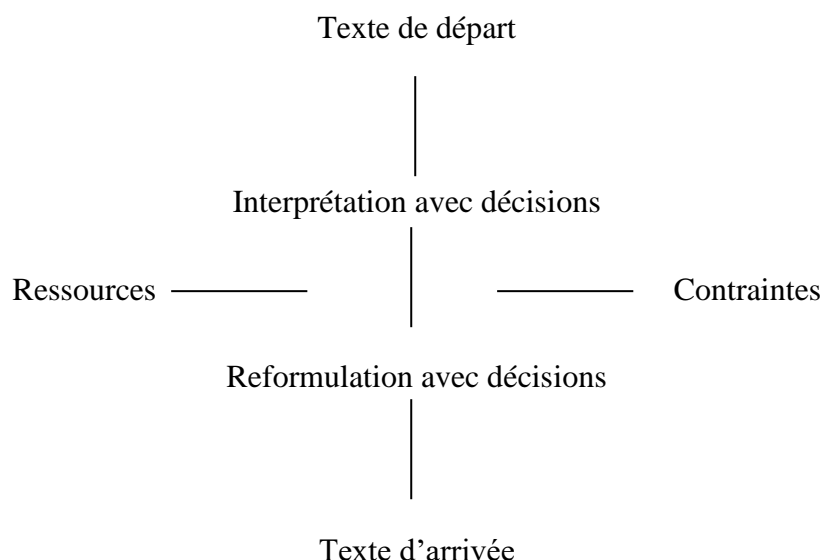 Texte de départ
Interprétation avec décisions
Ressources
Contraintes
Reformulation avec décisions
Texte d’arrivée